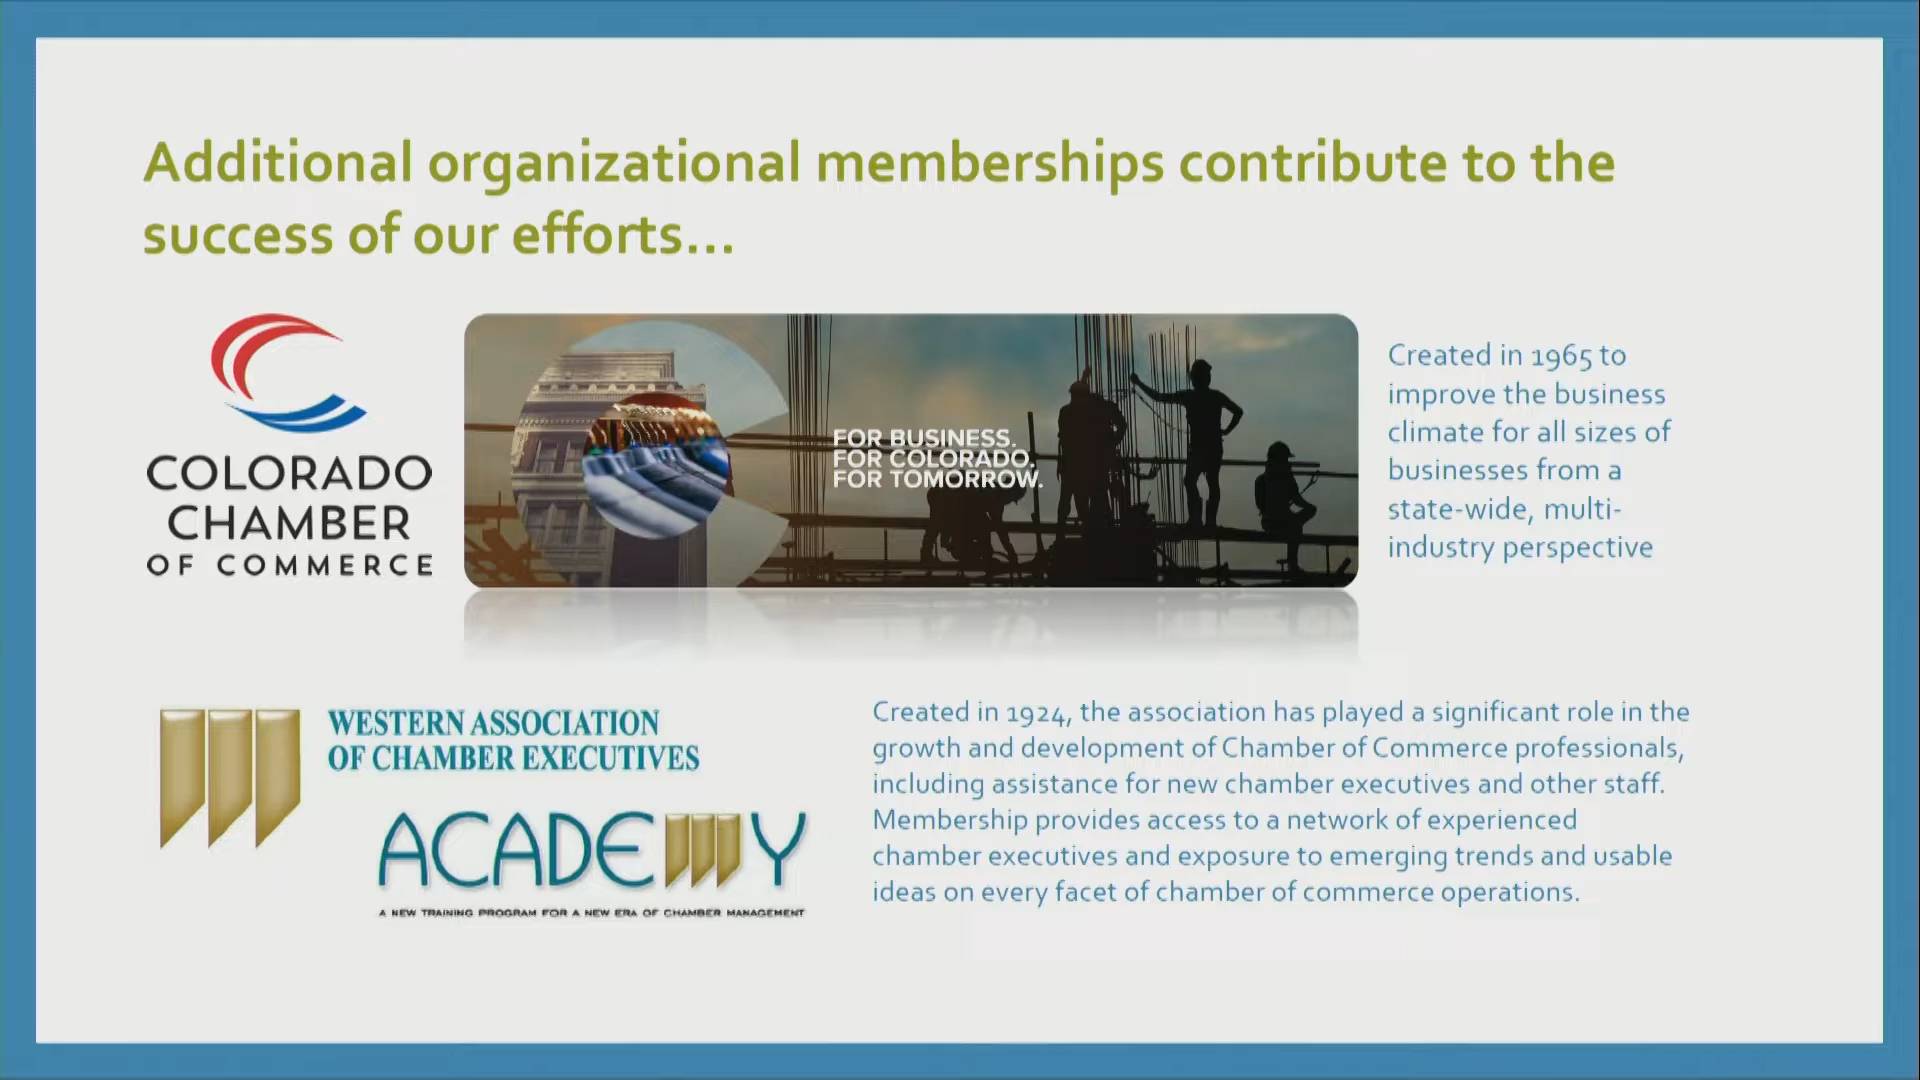 Additional organizational memberships contribute to the
success of our efforts...
COLORADO
CHAMBER
OF COMMERCE
FOR BUSINESS.
FOR COLORADO.
FOR TOMORROW.
Created in 1965 to
improve the business
climate for all sizes of
businesses from a
state-wide, multi-
industry perspective
WESTERN ASSOCIATION
OF CHAMBER EXECUTIVES
ACADEMY
A NEW TRAINING PROGRAM FOR A NEW ERA OF CHAMBER MANAGEMENT
Created in 1924, the association has played a significant role in the
growth and development of Chamber of Commerce professionals,
including assistance for new chamber executives and other staff.
Membership provides access to a network of experienced
chamber executives and exposure to emerging trends and usable
ideas on every facet of chamber of commerce operations.